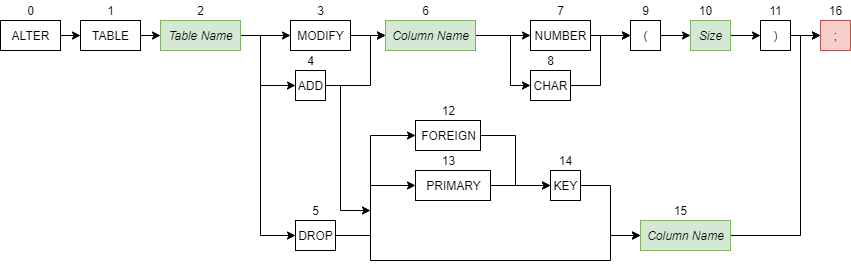 0 1 2 3 6 7 9 10 11 16
ALTER TABLE Table Name MODIFY Column Name NUMBER ( Size ) ;
4 8
ADD CHAR
12
FOREIGN
13 14
PRIMARY KEY
5 15
DROP Column Name